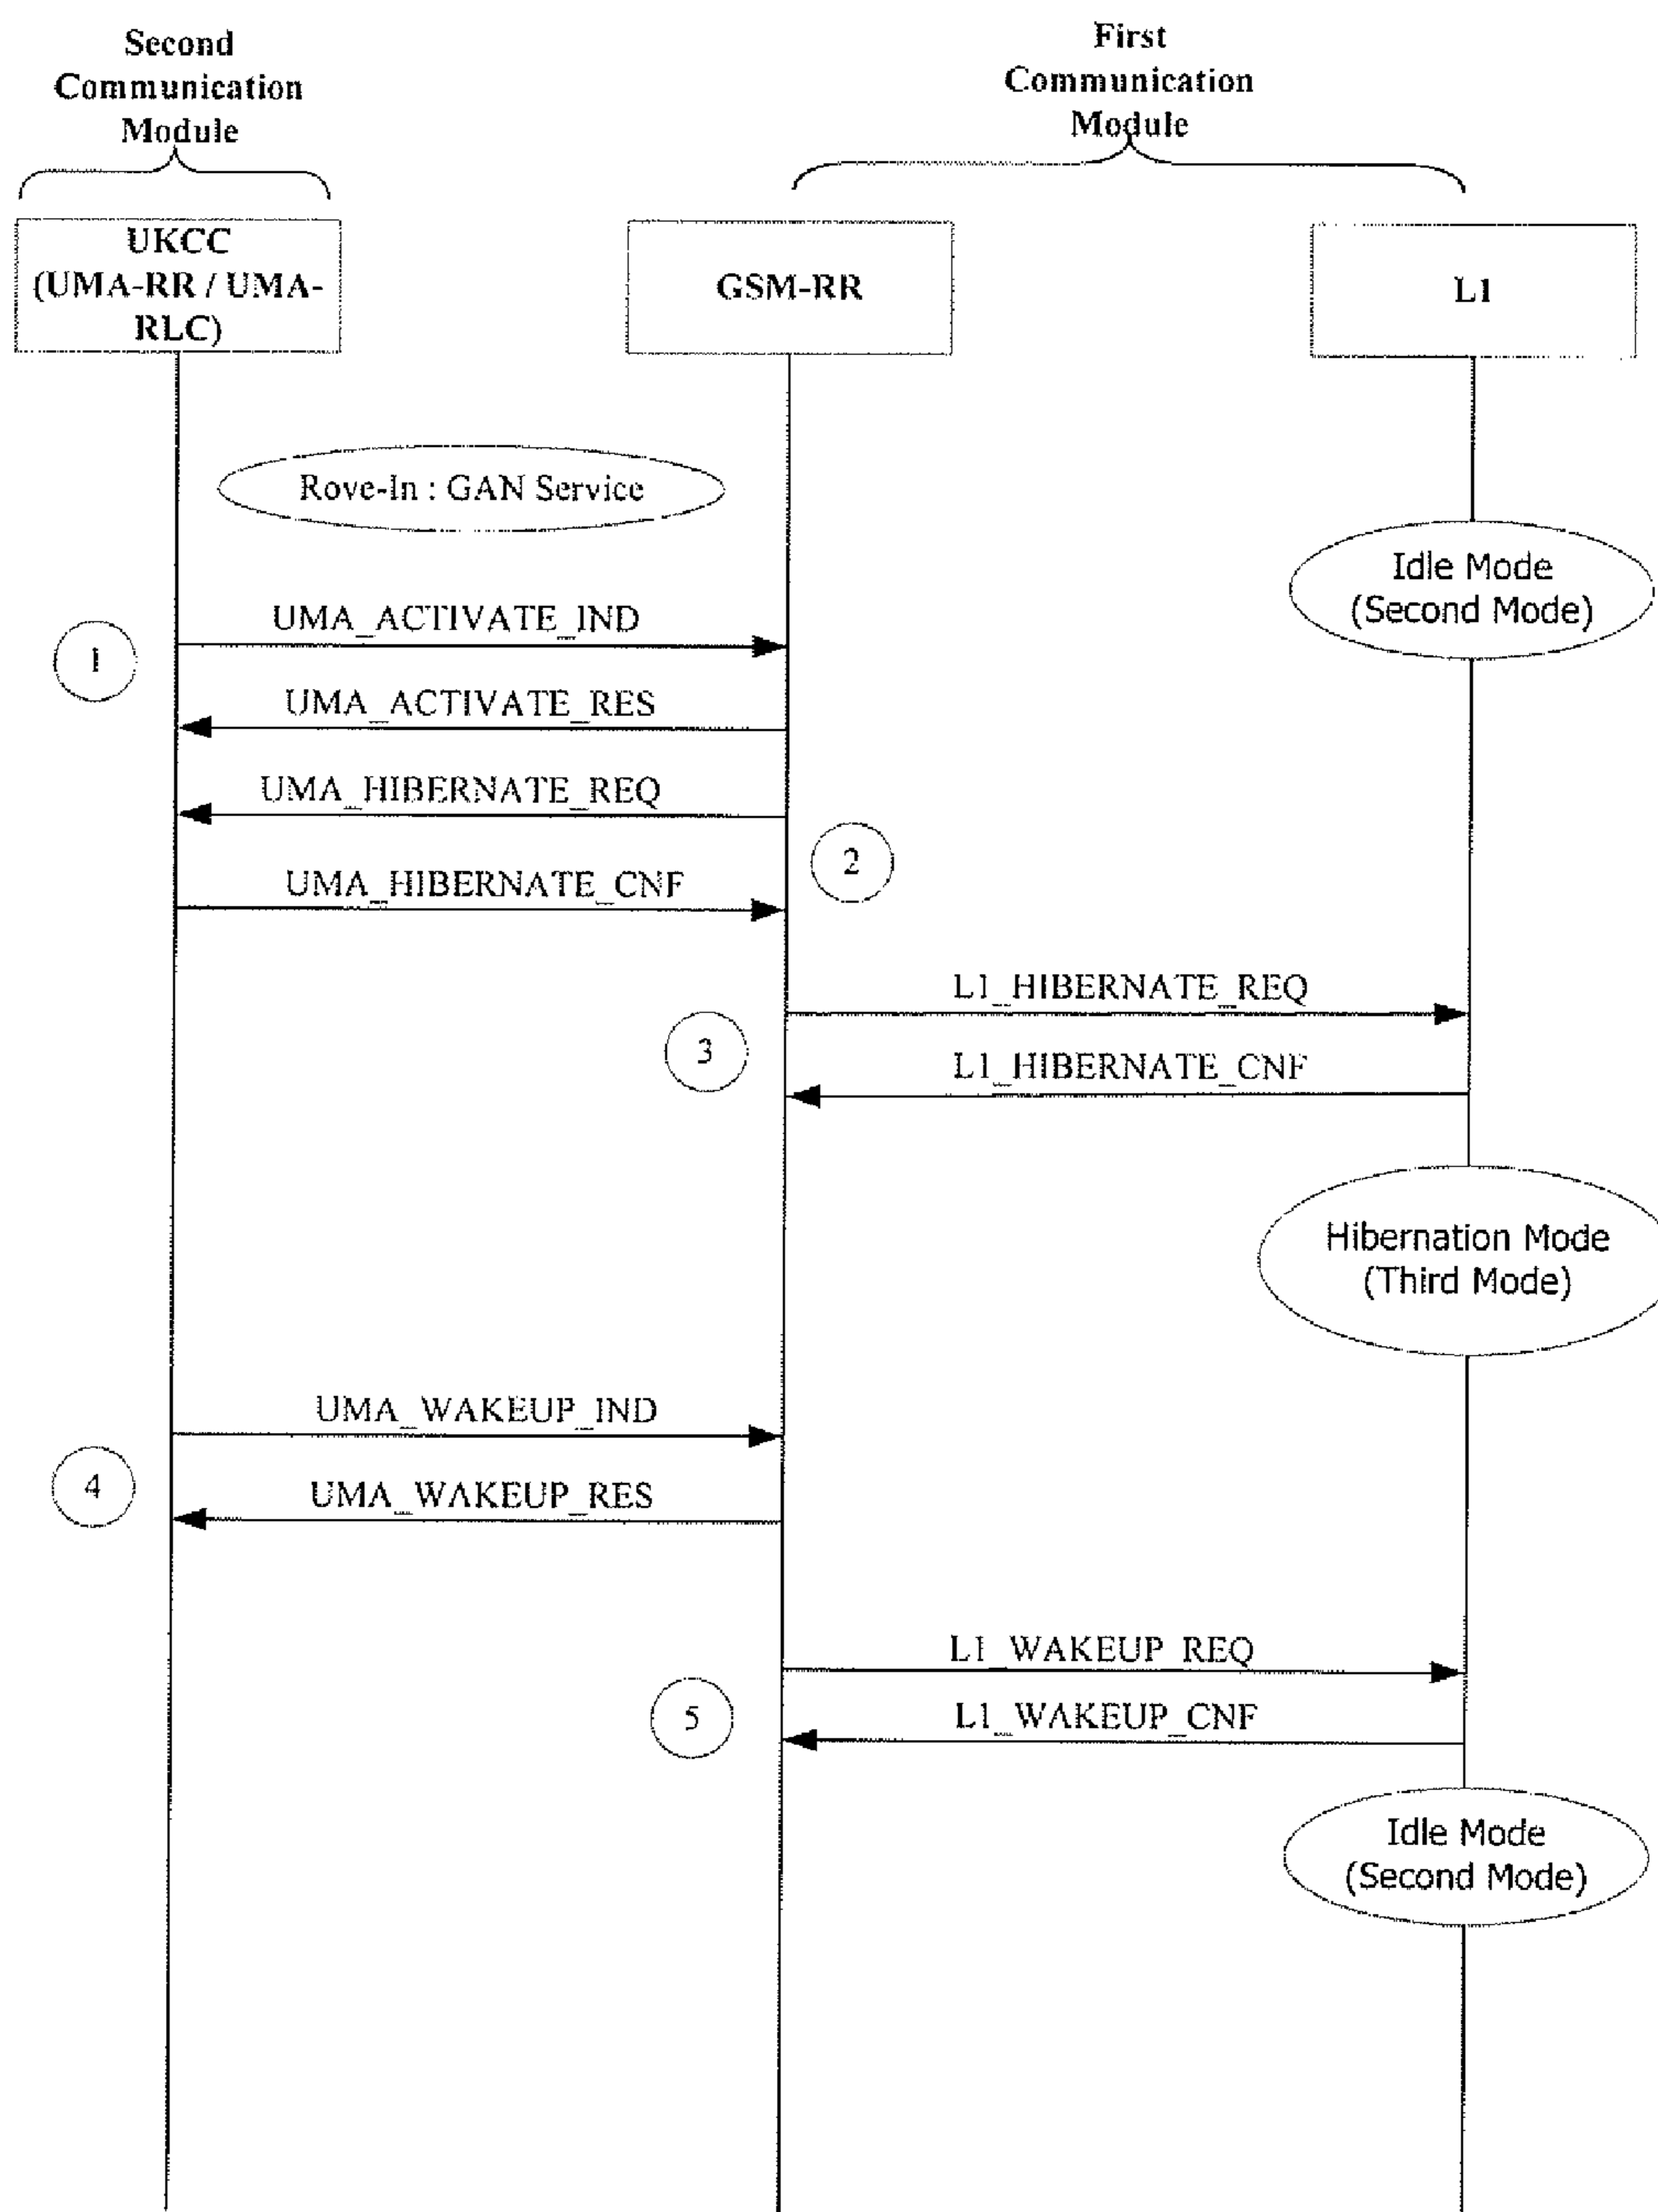 Second
Communication
Module
First
Communication
Module
UKCC
(UMA-RR / UMA-
RLC)
GSM-RR
L1
Rove-In : GAN Service
Idle Mode
(Second Mode)
UMA_ACTIVATE_IND
1
UMA_ACTIVATE_RES
UMA_HIBERNATE_REQ
2
UMA_HIBERNATE_CNF
L1_HIBERNATE_REQ
3
L1_HIBERNATE_CNF
Hibernation Mode
(Third Mode)
UMA_WAKEUP_IND
4
UMA_WAKEUP_RES
L1_WAKEUP_REQ
5
L1_WAKEUP_CNF
Idle Mode
(Second Mode)